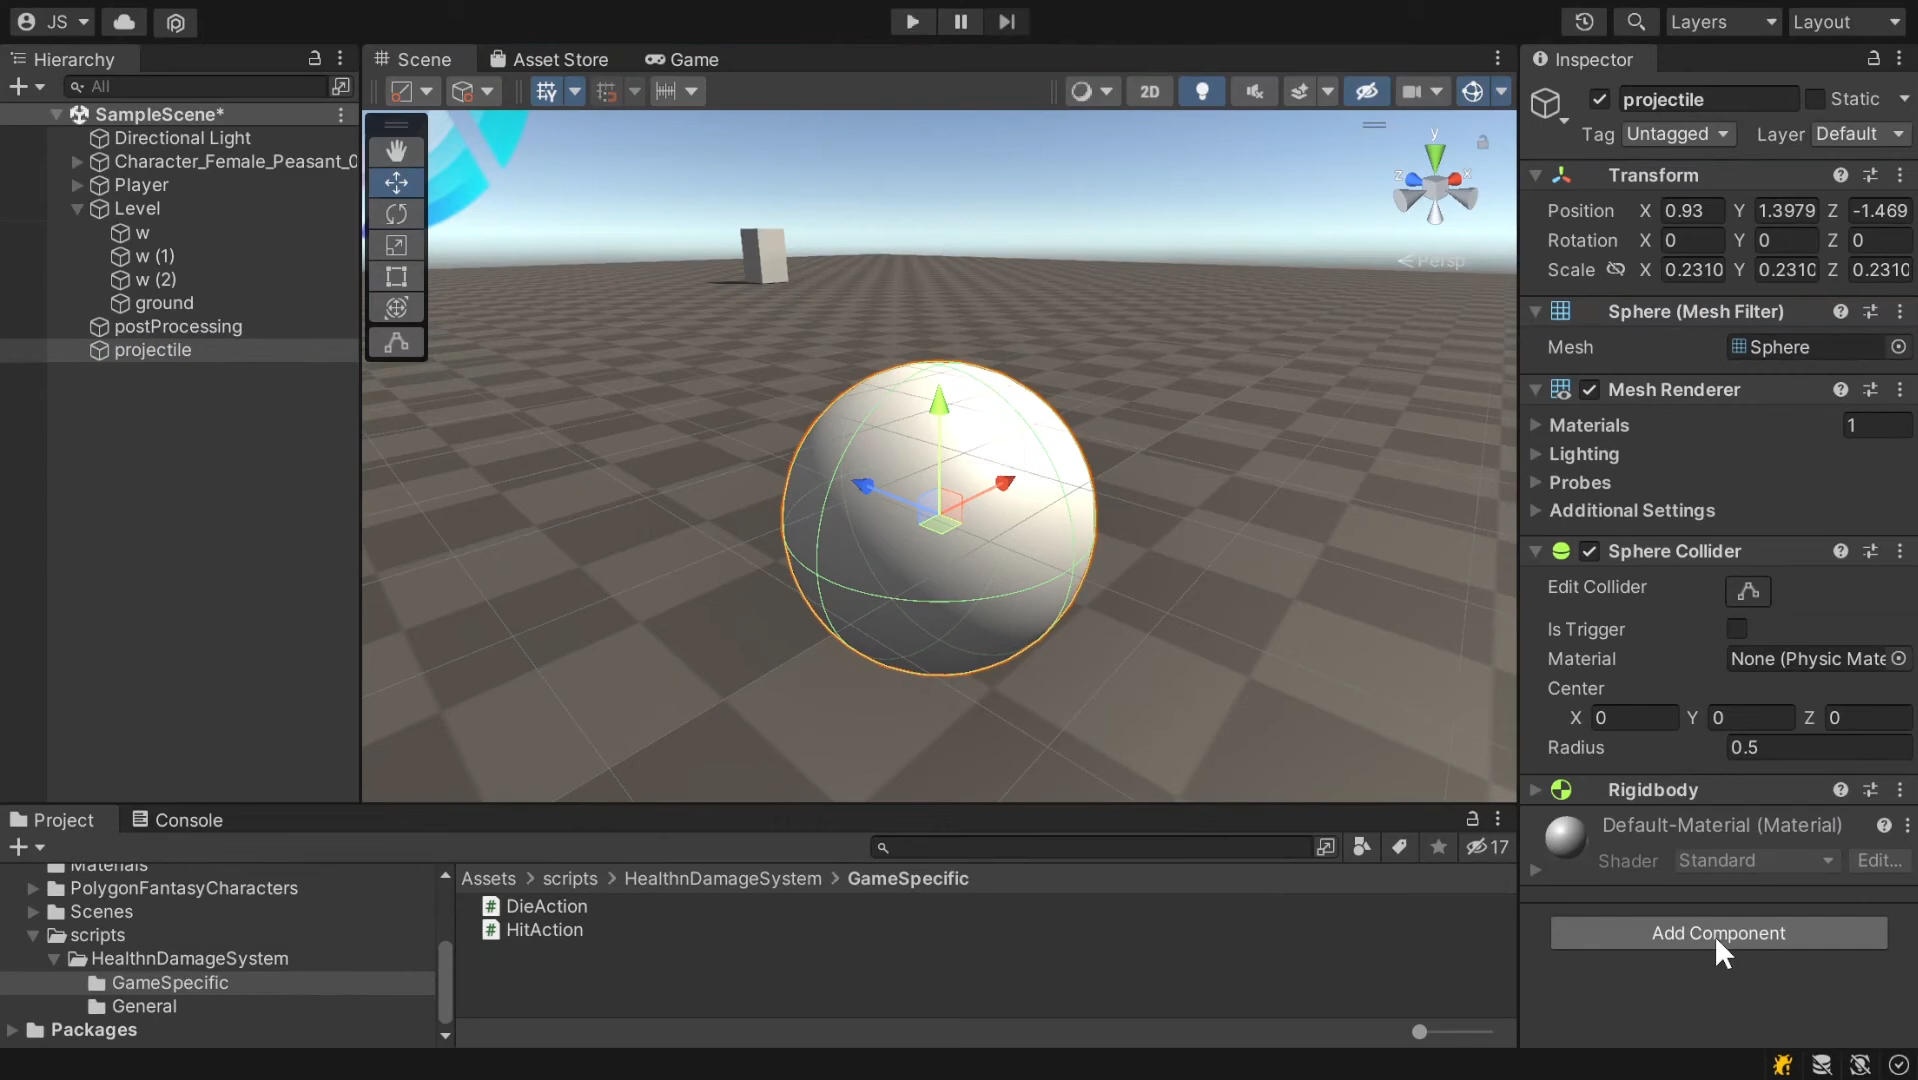 JS
Layers
Layout
Hierarchy
All
SampleScene*
Directional Light
Character_Female_Peasant_0
Player
Level
w
w (1)
w (2)
ground
postProcessing
projectile
Scene
Asset Store
Game
2D
y
z
x
Persp
Inspector
projectile
Static
Tag Untagged
Layer Default
Transform
Position X 0.93 Y 1.3979 Z -1.469
Rotation X 0 Y 0 Z 0
Scale X 0.2310 Y 0.2310 Z 0.2310
Sphere (Mesh Filter)
Mesh Sphere
Mesh Renderer
Materials 1
Lighting
Probes
Additional Settings
Sphere Collider
Edit Collider
Is Trigger
Material None (Physic Mate
Center
X 0 Y 0 Z 0
Radius 0.5
Rigidbody
Default-Material (Material)
Shader Standard Edit...
Add Component
Project
Console
17
Materials
PolygonFantasyCharacters
Scenes
scripts
HealthnDamageSystem
GameSpecific
General
Packages
Assets > scripts > HealthnDamageSystem > GameSpecific
DieAction
HitAction